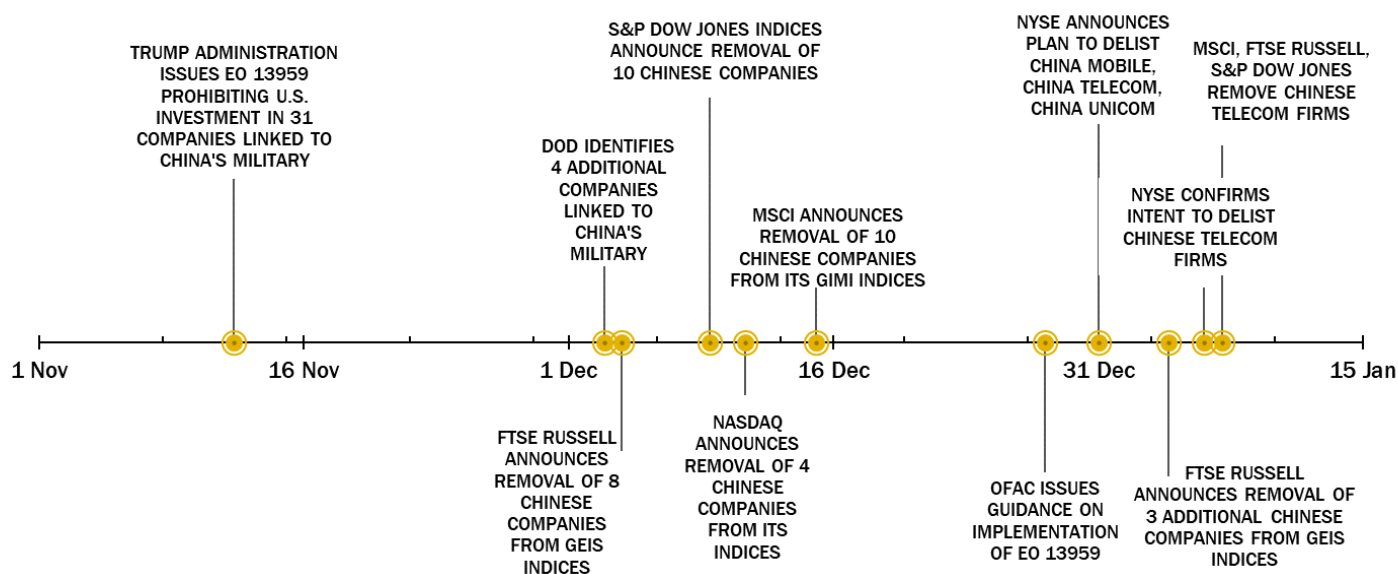 TRUMP ADMINISTRATION
ISSUES EO 13959
PROHIBITING U.S.
INVESTMENT IN 31
COMPANIES LINKED TO
CHINA'S MILITARY
DOD IDENTIFIES
4 ADDITIONAL
COMPANIES
LINKED TO
CHINA'S
MILITARY
S&P DOW JONES INDICES
ANNOUNCE REMOVAL OF
10 CHINESE COMPANIES
MSCI ANNOUNCES
REMOVAL OF 10
CHINESE COMPANIES
FROM ITS GIMI INDICES
NYSE ANNOUNCES
PLAN TO DELIST
CHINA MOBILE,
CHINA TELECOM,
CHINA UNICOM
MSCI, FTSE RUSSELL,
S&P DOW JONES
REMOVE CHINESE
TELECOM FIRMS
NYSE CONFIRMS
INTENT TO DELIST
CHINESE TELECOM
FIRMS
1 Nov
16 Nov
1 Dec
16 Dec
31 Dec
15 Jan
FTSE RUSSELL
ANNOUNCES
REMOVAL OF 8
CHINESE
COMPANIES
FROM GEIS
INDICES
NASDAQ
ANNOUNCES
REMOVAL OF 4
CHINESE
COMPANIES
FROM ITS
INDICES
OFAC ISSUES
GUIDANCE ON
IMPLEMENTATION
OF EO 13959
FTSE RUSSELL
ANNOUNCES REMOVAL OF
3 ADDITIONAL CHINESE
COMPANIES FROM GEIS
INDICES